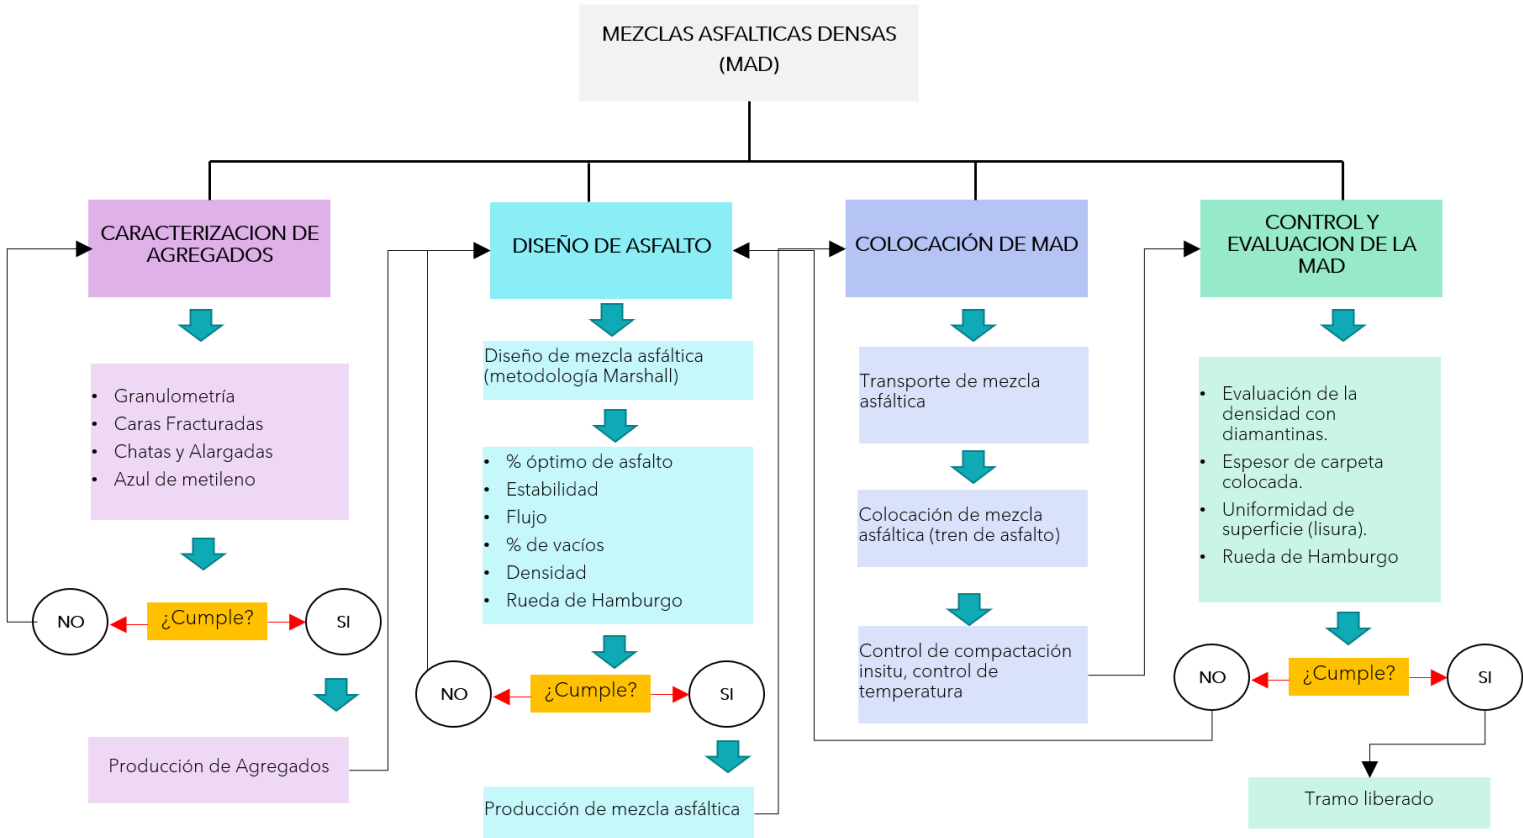 MEZCLAS ASFALTICAS DENSAS
(MAD)
CARACTERIZACION DE
AGREGADOS
• Granulometría
• Caras Fracturadas
• Chatas y Alargadas
• Azul de metileno
NO
¿Cumple?
SI
Producción de Agregados
DISEÑO DE ASFALTO
Diseño de mezcla asfáltica
(metodología Marshall)
• % óptimo de asfalto
• Estabilidad
• Flujo
• % de vacíos
• Densidad
• Rueda de Hamburgo
NO
¿Cumple?
SI
Producción de mezcla asfáltica
COLOCACIÓN DE MAD
Transporte de mezcla
asfáltica
Colocación de mezcla
asfáltica (tren de asfalto)
Control de compactación
insitu, control de
temperatura
CONTROL Y
EVALUACION DE LA
MAD
• Evaluación de la
densidad con
diamantinas.
• Espesor de carpeta
colocada.
• Uniformidad de
superficie (lisura).
• Rueda de Hamburgo
NO
¿Cumple?
SI
Tramo liberado